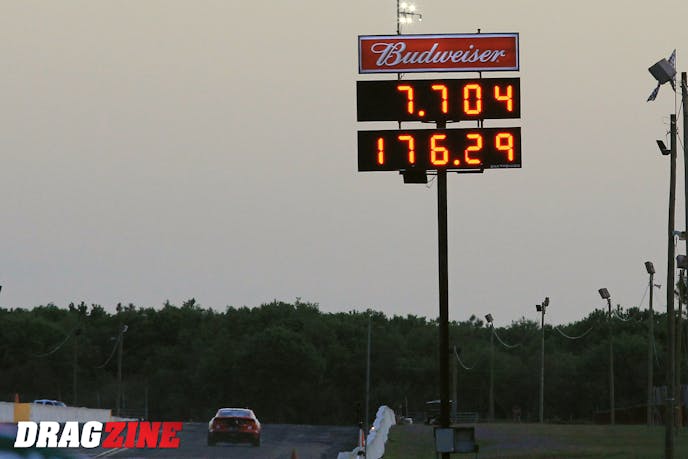 Budweiser
7.704
176.29
DRAGZINE